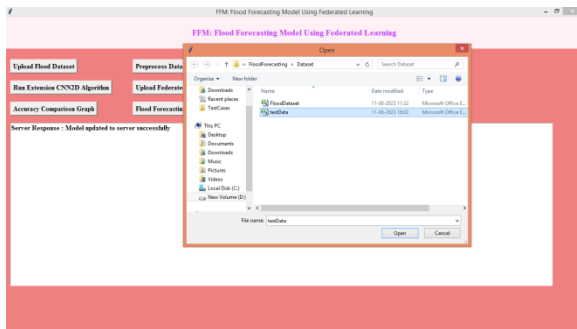 FFM: Flood Forecasting Model Using Federated Learning
FFM: Flood Forecasting Model Using Federated Learning
Open
Upload Flood Dataset
Preprocess Data
FloodForecasting ▸ Dataset
Search Dataset
Organize
New folder
Run Extension CNN2D Algorithm
Upload Federate
Downloads
Recent places
TestCases
Name
Date modified
Type
FloodDataset
11-08-2023 11:32
Microsoft Office E...
testData
11-08-2023 16:02
Microsoft Office E...
Accuracy Comparison Graph
Flood Forecastin
Server Response : Model updated to server successfully
This PC
Desktop
Documents
Downloads
Music
Pictures
Videos
Local Disk (C:)
New Volume (D:)
File name:
testData
Open
Cancel